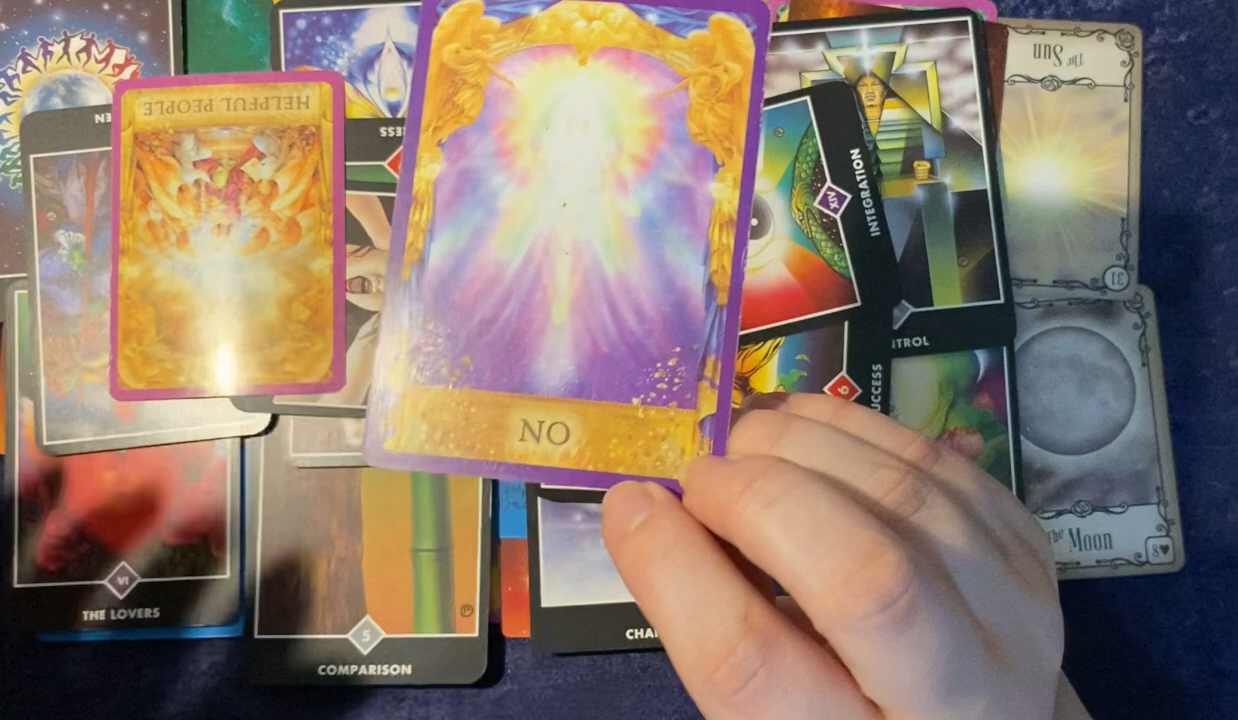 The Sun
31
EN
HELPFUL PEOPLE
ESS
XIV
INTEGRATION
NTROL
6
UCCESS
NO
The Moon
8♥
VI
THE LOVERS
5
COMPARISON
CHA